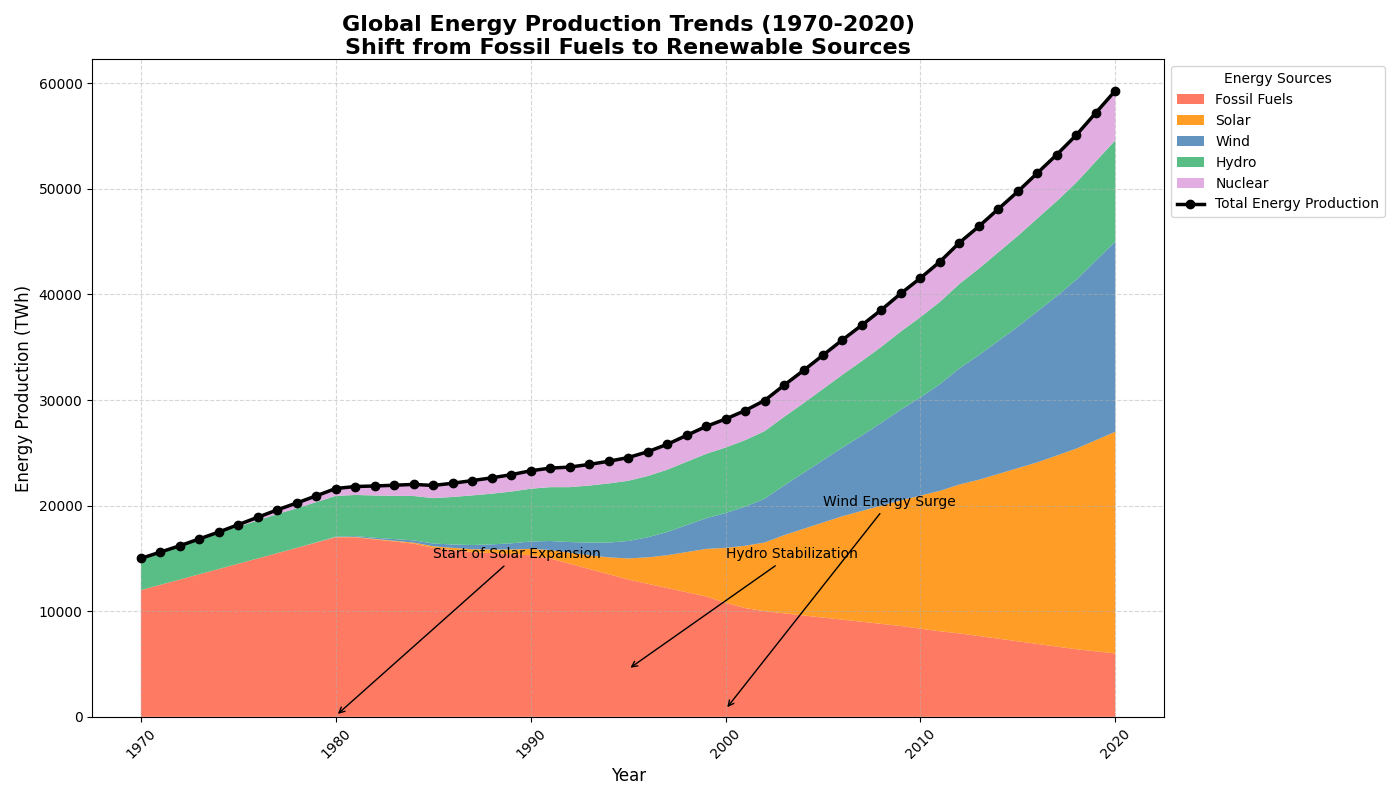 Global Energy Production Trends (1970-2020)
Shift from Fossil Fuels to Renewable Sources
Energy Sources
Fossil Fuels
Solar
Wind
Hydro
Nuclear
Total Energy Production
Energy Production (TWh)
60000
50000
40000
30000
20000
10000
0
Wind Energy Surge
Start of Solar Expansion
Hydro Stabilization
1970
1980
1990
2000
2010
2020
Year